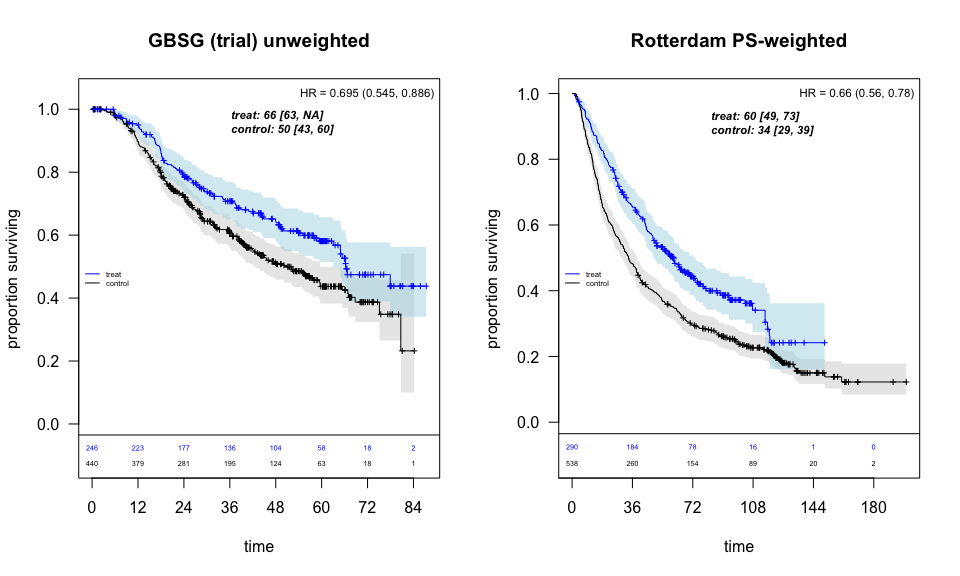 GBSG (trial) unweighted
HR = 0.695 (0.545, 0.886)
treat: 66 [63, NA]
control: 50 [43, 60]
proportion surviving
1.0
0.8
0.6
0.4
0.2
0.0
treat
control
246 223 177 136 104 58 18 2
440 379 281 195 124 63 18 1
0 12 24 36 48 60 72 84
time
Rotterdam PS-weighted
HR = 0.66 (0.56, 0.78)
treat: 60 [49, 73]
control: 34 [29, 39]
proportion surviving
1.0
0.8
0.6
0.4
0.2
0.0
treat
control
290 184 78 16 1 0
538 260 154 89 20 2
0 36 72 108 144 180
time